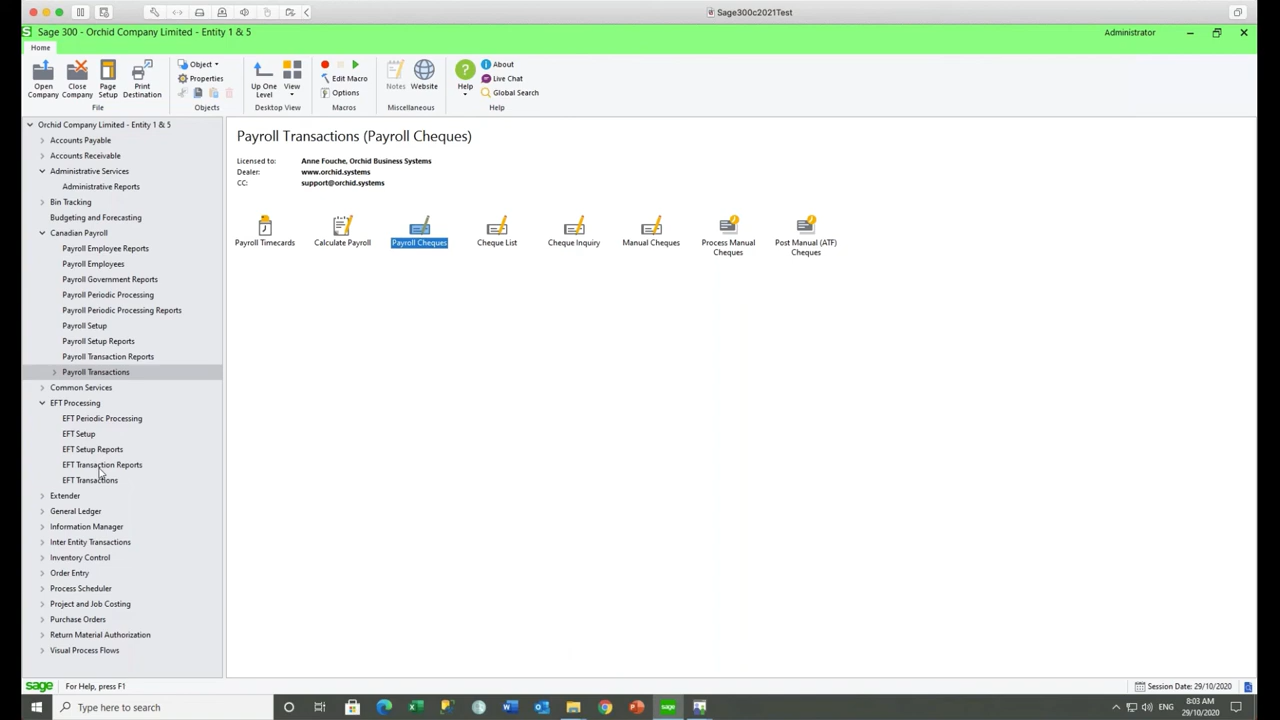 Sage300c2021Test
Sage 300 - Orchid Company Limited - Entity 1 & 5
Administrator
Home
Open Company
Close Company
Page Setup
Print Destination
File
Object
Properties
Objects
Up One Level
View
Desktop View
Edit Macro
Options
Macros
Notes
Website
Miscellaneous
Help
About
Live Chat
Global Search
Help
Orchid Company Limited - Entity 1 & 5
Accounts Payable
Accounts Receivable
Administrative Services
Administrative Reports
Bin Tracking
Budgeting and Forecasting
Canadian Payroll
Payroll Employee Reports
Payroll Employees
Payroll Government Reports
Payroll Periodic Processing
Payroll Periodic Processing Reports
Payroll Setup
Payroll Setup Reports
Payroll Transaction Reports
Payroll Transactions
Common Services
EFT Processing
EFT Periodic Processing
EFT Setup
EFT Setup Reports
EFT Transaction Reports
EFT Transactions
Extender
General Ledger
Information Manager
Inter Entity Transactions
Inventory Control
Order Entry
Process Scheduler
Project and Job Costing
Purchase Orders
Return Material Authorization
Visual Process Flows
Payroll Transactions (Payroll Cheques)
Licensed to: Anne Fouche, Orchid Business Systems
Dealer: www.orchid.systems
CC: support@orchid.systems
Payroll Timecards
Calculate Payroll
Payroll Cheques
Cheque List
Cheque Inquiry
Manual Cheques
Process Manual
Cheques
Post Manual (ATF)
Cheques
sage
For Help, press F1
Session Date: 29/10/2020
Type here to search
sage
ENG
8:03 AM
29/10/2020